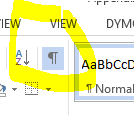 VIEW VIEW DYMO
A
Z ¶ AaBbCcD
¶ Normal